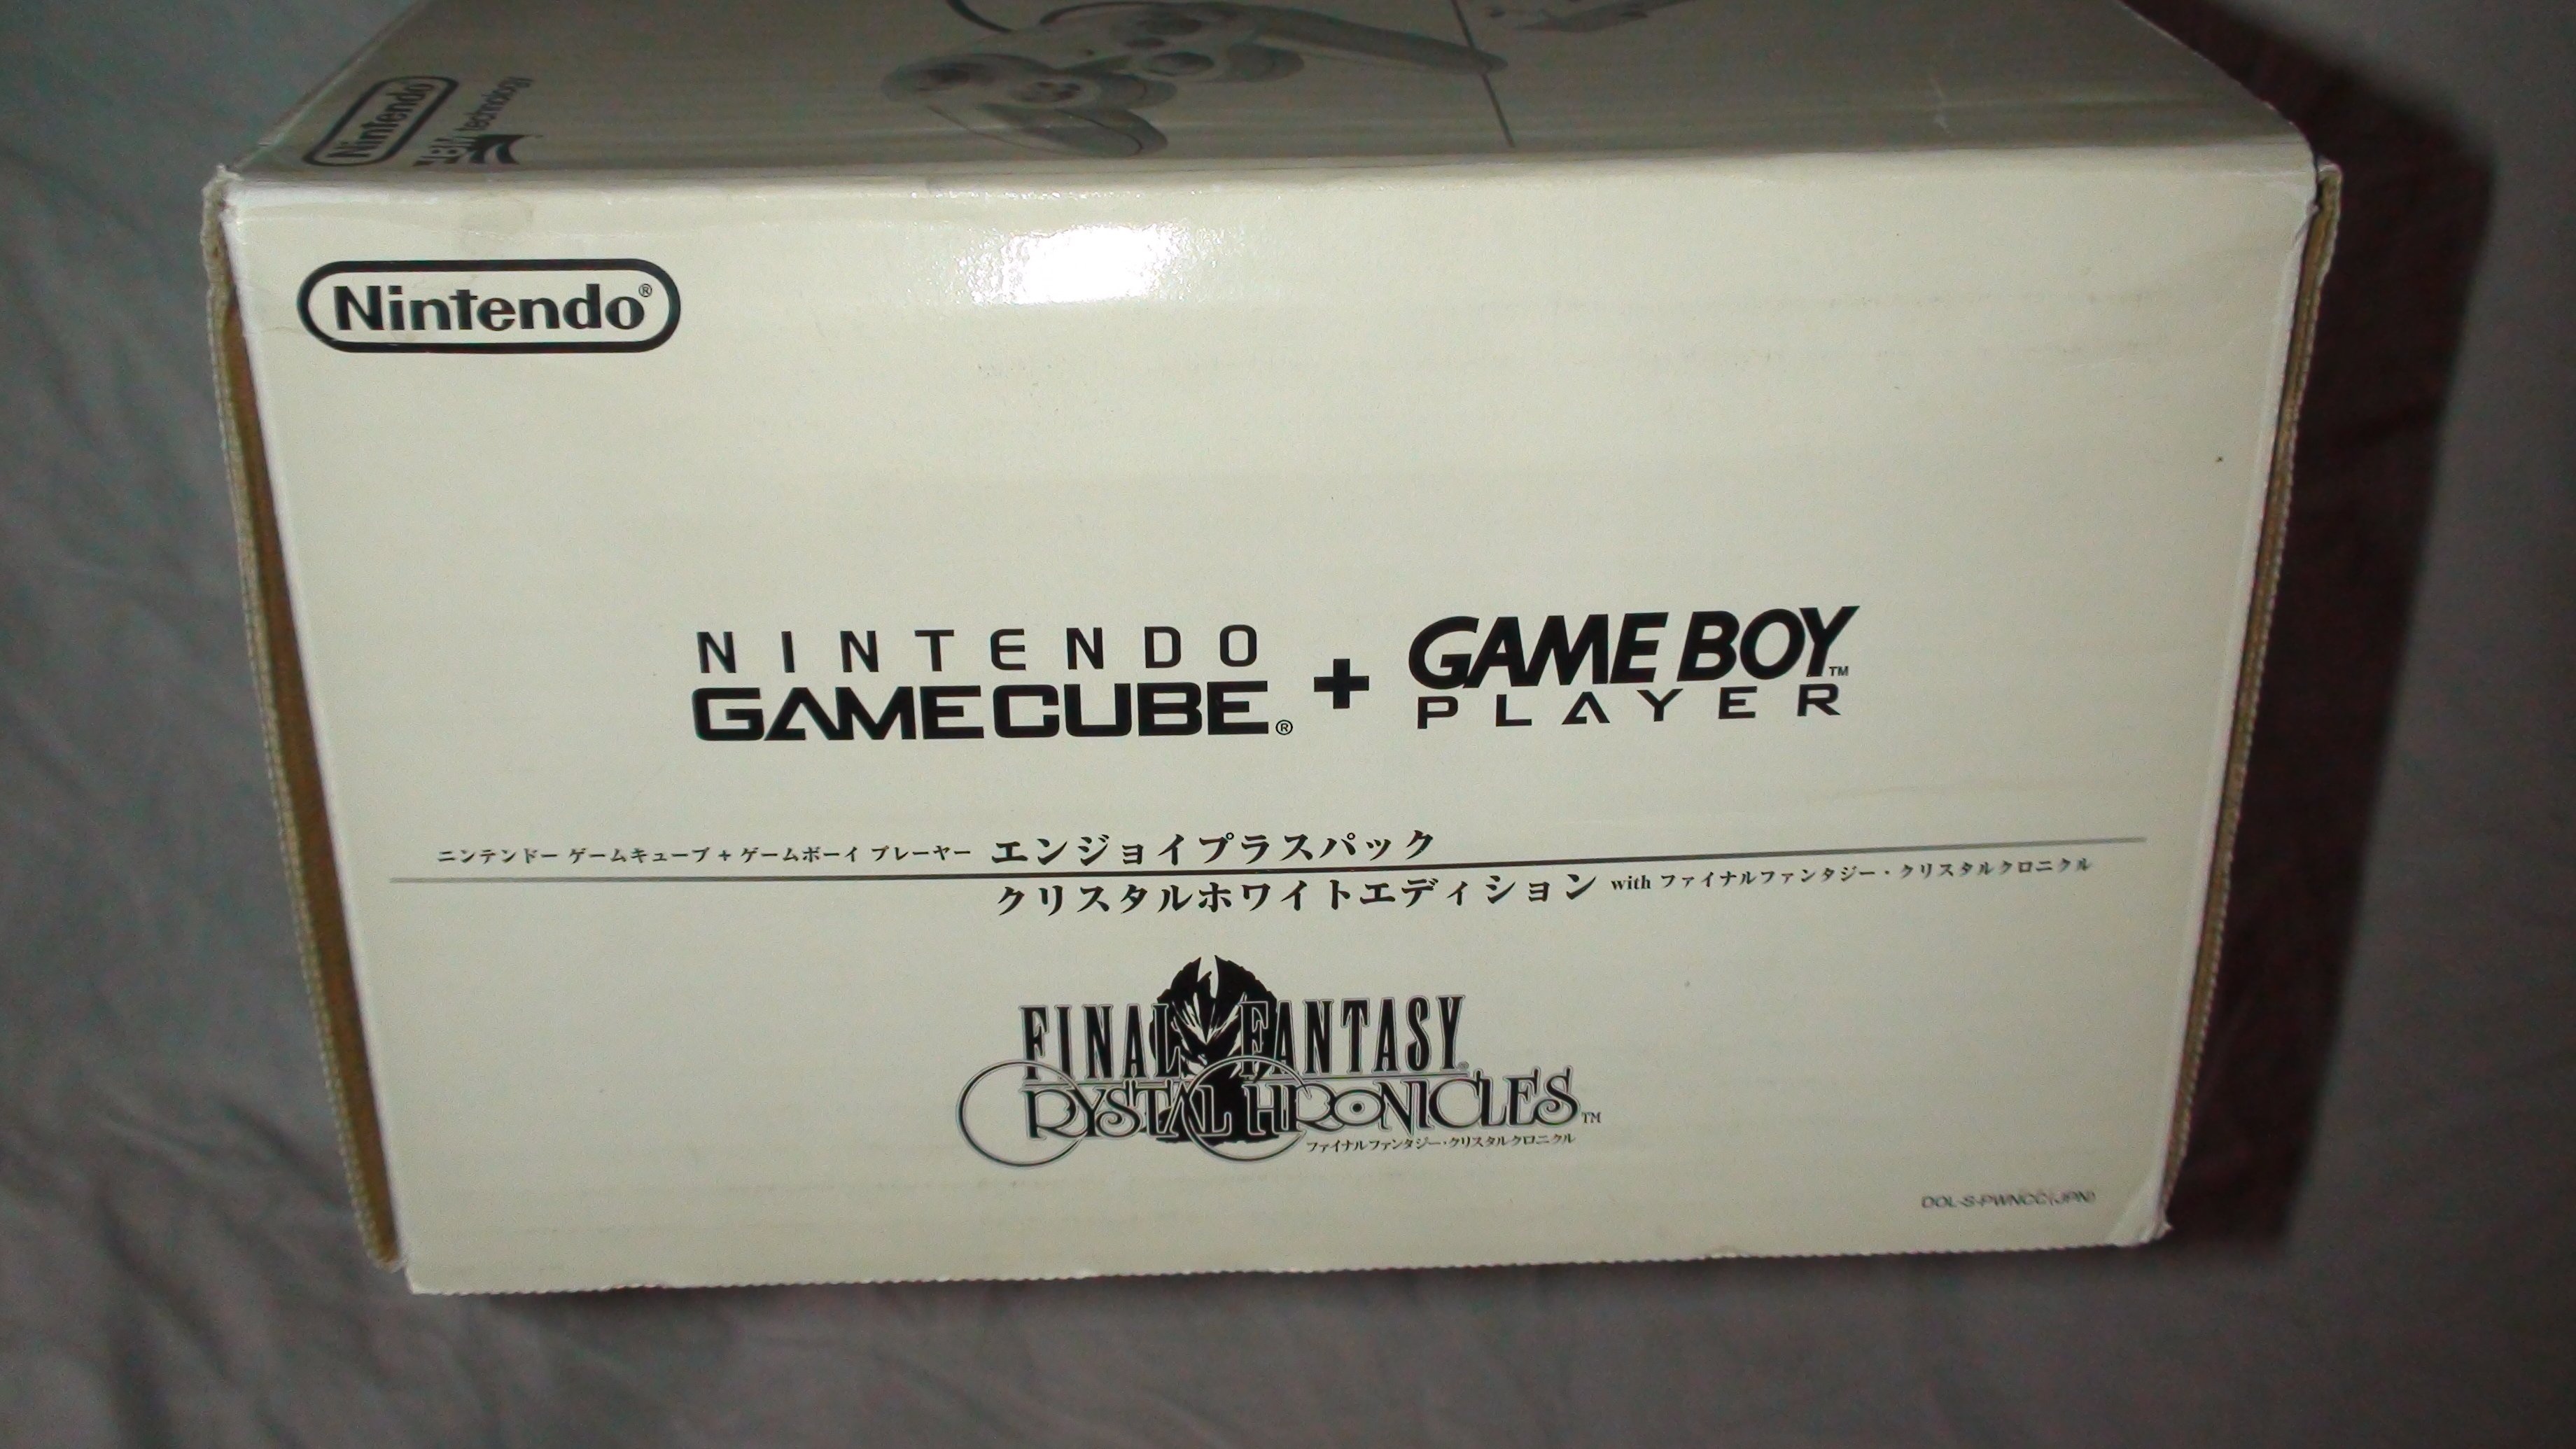 Nintendo
Nintendo®
NINTENDO
GAMECUBE®
+
GAME BOY™
PLAYER
ニンテンドー ゲームキューブ + ゲームボーイ プレーヤー エンジョイプラスパック
クリスタルホワイトエディション with ファイナルファンタジー・クリスタルクロニクル
FINAL FANTASY®
CRYSTAL CHRONICLES™
ファイナルファンタジー・クリスタルクロニクル
DOL-S-PWNCC(JPN)